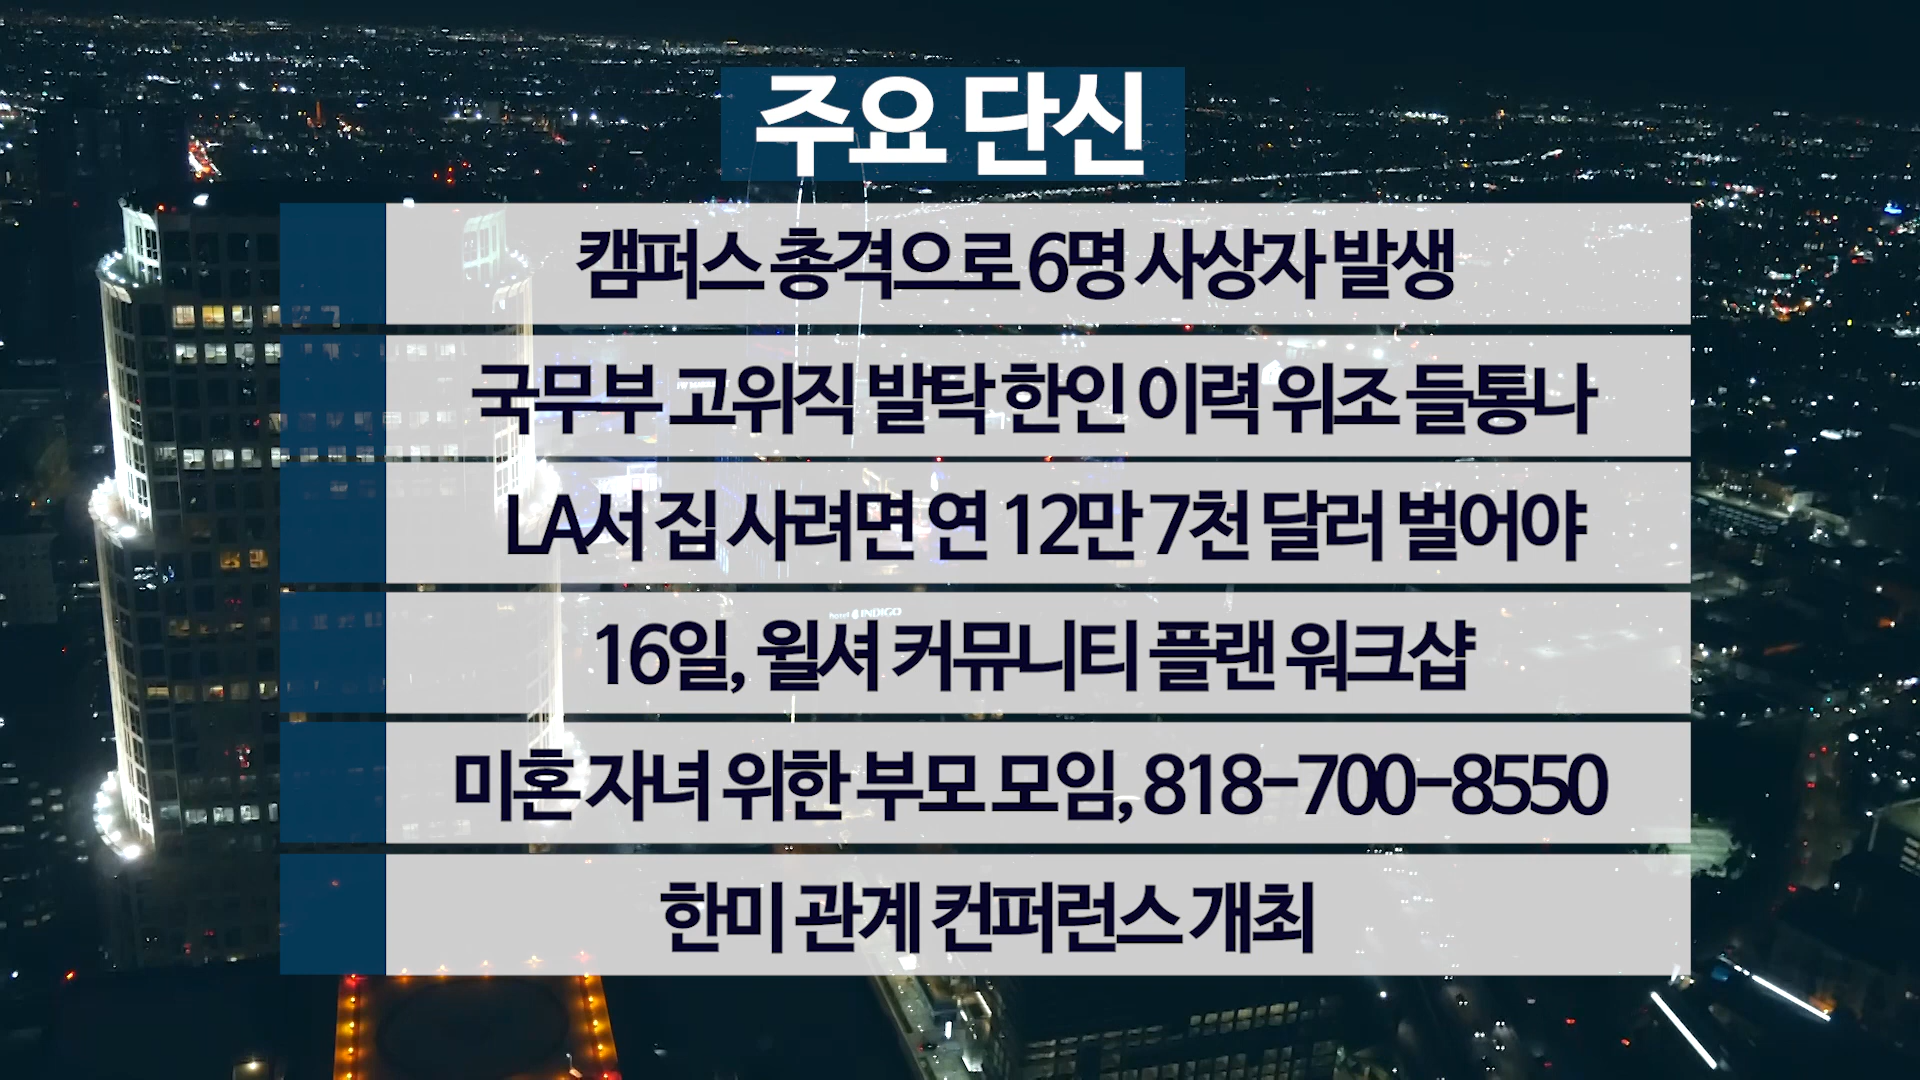 주요 단신
캠퍼스 총격으로 6명 사상자 발생
국무부 고위직 발탁 한인 이력 위조 들통나
LA서 집 사려면 연 12만 7천 달러 벌어야
hotel INDIGO
16일, 윌셔 커뮤니티 플랜 워크샵
미혼 자녀 위한 부모 모임, 818-700-8550
한미 관계 컨퍼런스 개최